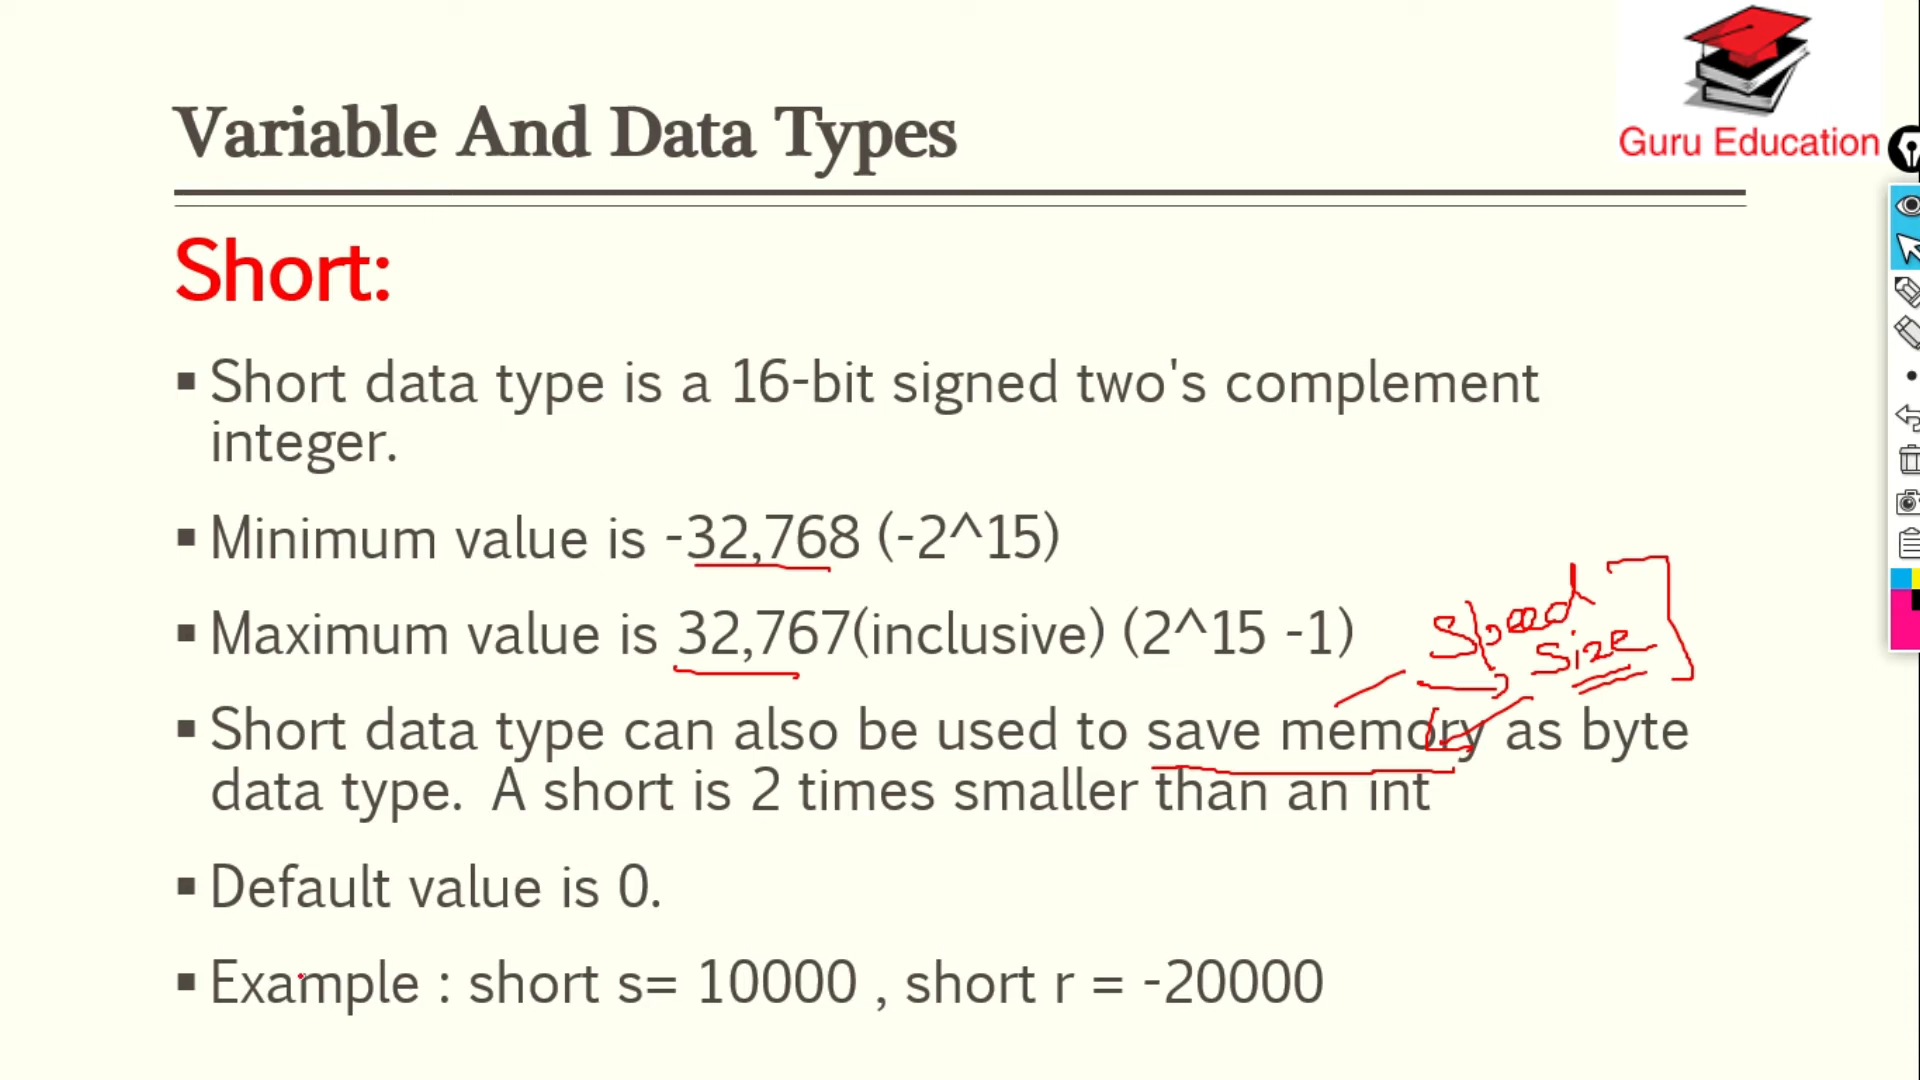 Guru Education
Variable And Data Types
Short:
▪ Short data type is a 16-bit signed two's complement
integer.
▪ Minimum value is -32,768 (-2^15)
▪ Maximum value is 32,767(inclusive) (2^15 -1)
Speed
Size
▪ Short data type can also be used to save memory as byte
data type. A short is 2 times smaller than an int
▪ Default value is 0.
▪ Example : short s= 10000 , short r = -20000